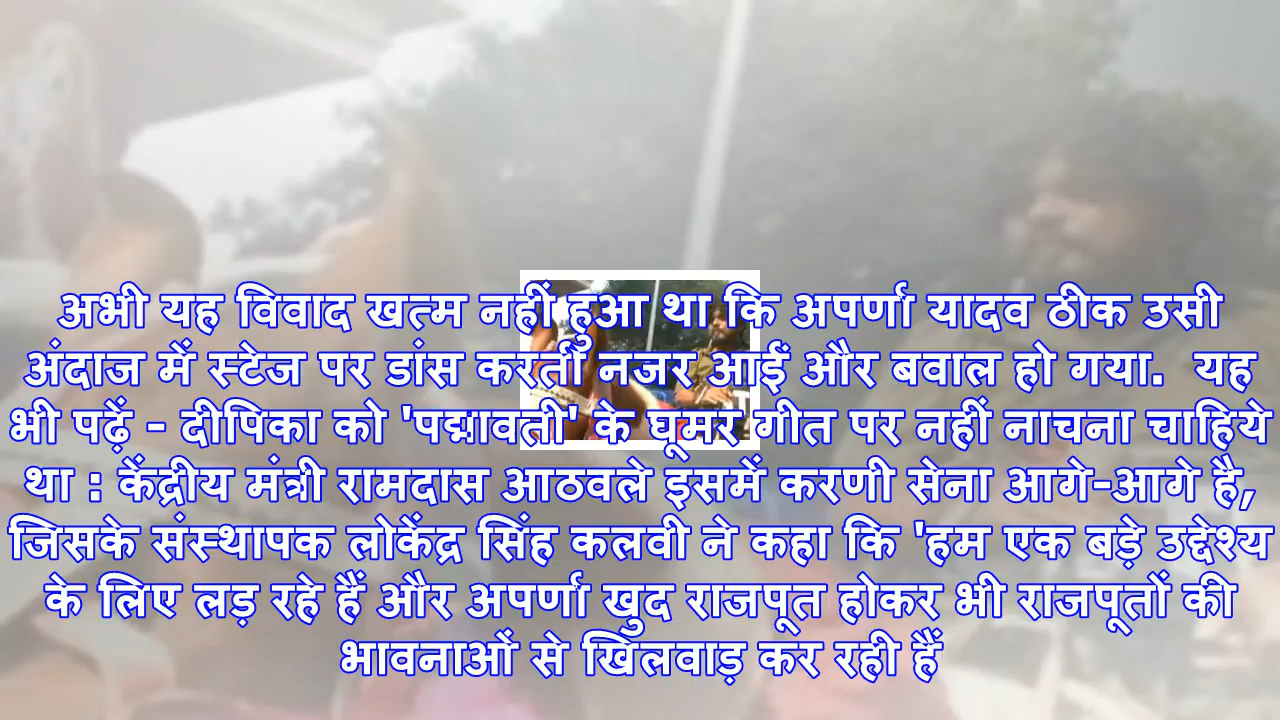 अभी यह विवाद खत्म नहीं हुआ था कि अपर्णा यादव ठीक उसी
अंदाज में स्टेज पर डांस करती नजर आईं और बवाल हो गया.  यह
भी पढ़ें - दीपिका को 'पद्मावती' के घूमर गीत पर नहीं नाचना चाहिये
था : केंद्रीय मंत्री रामदास आठवले इसमें करणी सेना आगे-आगे है,
जिसके संस्थापक लोकेंद्र सिंह कलवी ने कहा कि 'हम एक बड़े उद्देश्य
के लिए लड़ रहे हैं और अपर्णा खुद राजपूत होकर भी राजपूतों की
भावनाओं से खिलवाड़ कर रही हैं